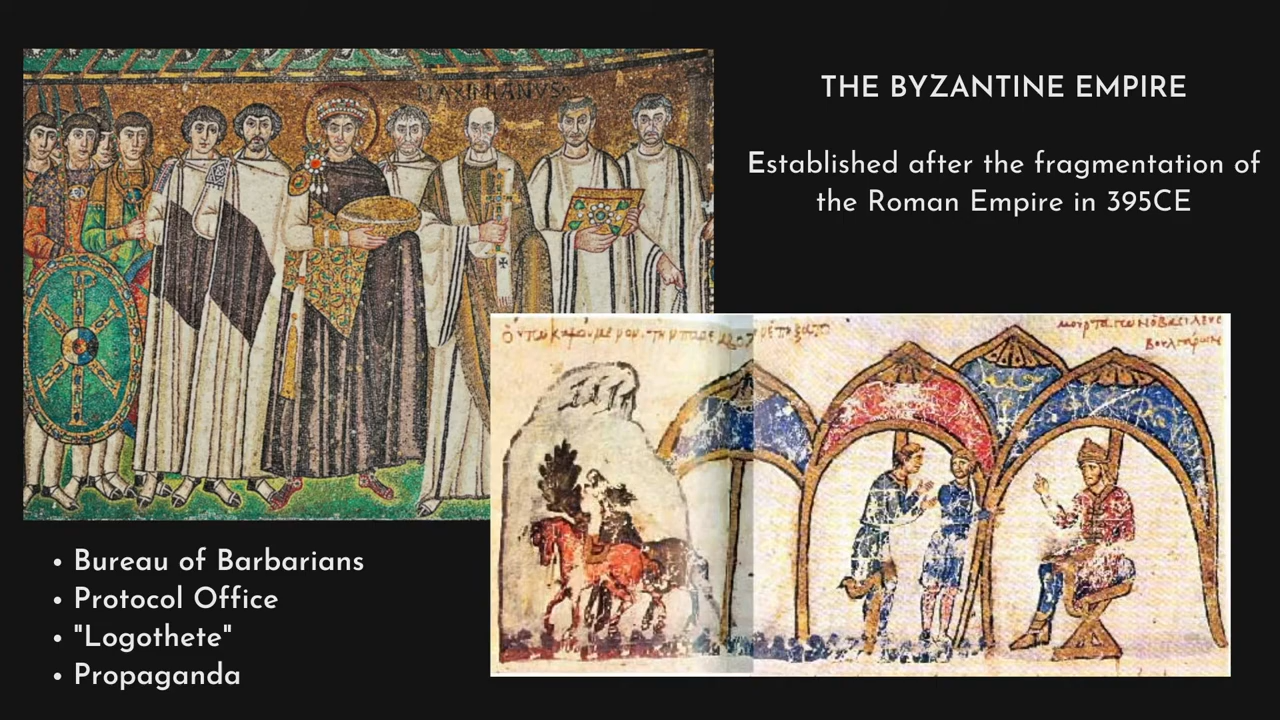 MAXIMIANVS
THE BYZANTINE EMPIRE
Established after the fragmentation of
the Roman Empire in 395CE
Bureau of Barbarians
Protocol Office
"Logothete"
Propaganda